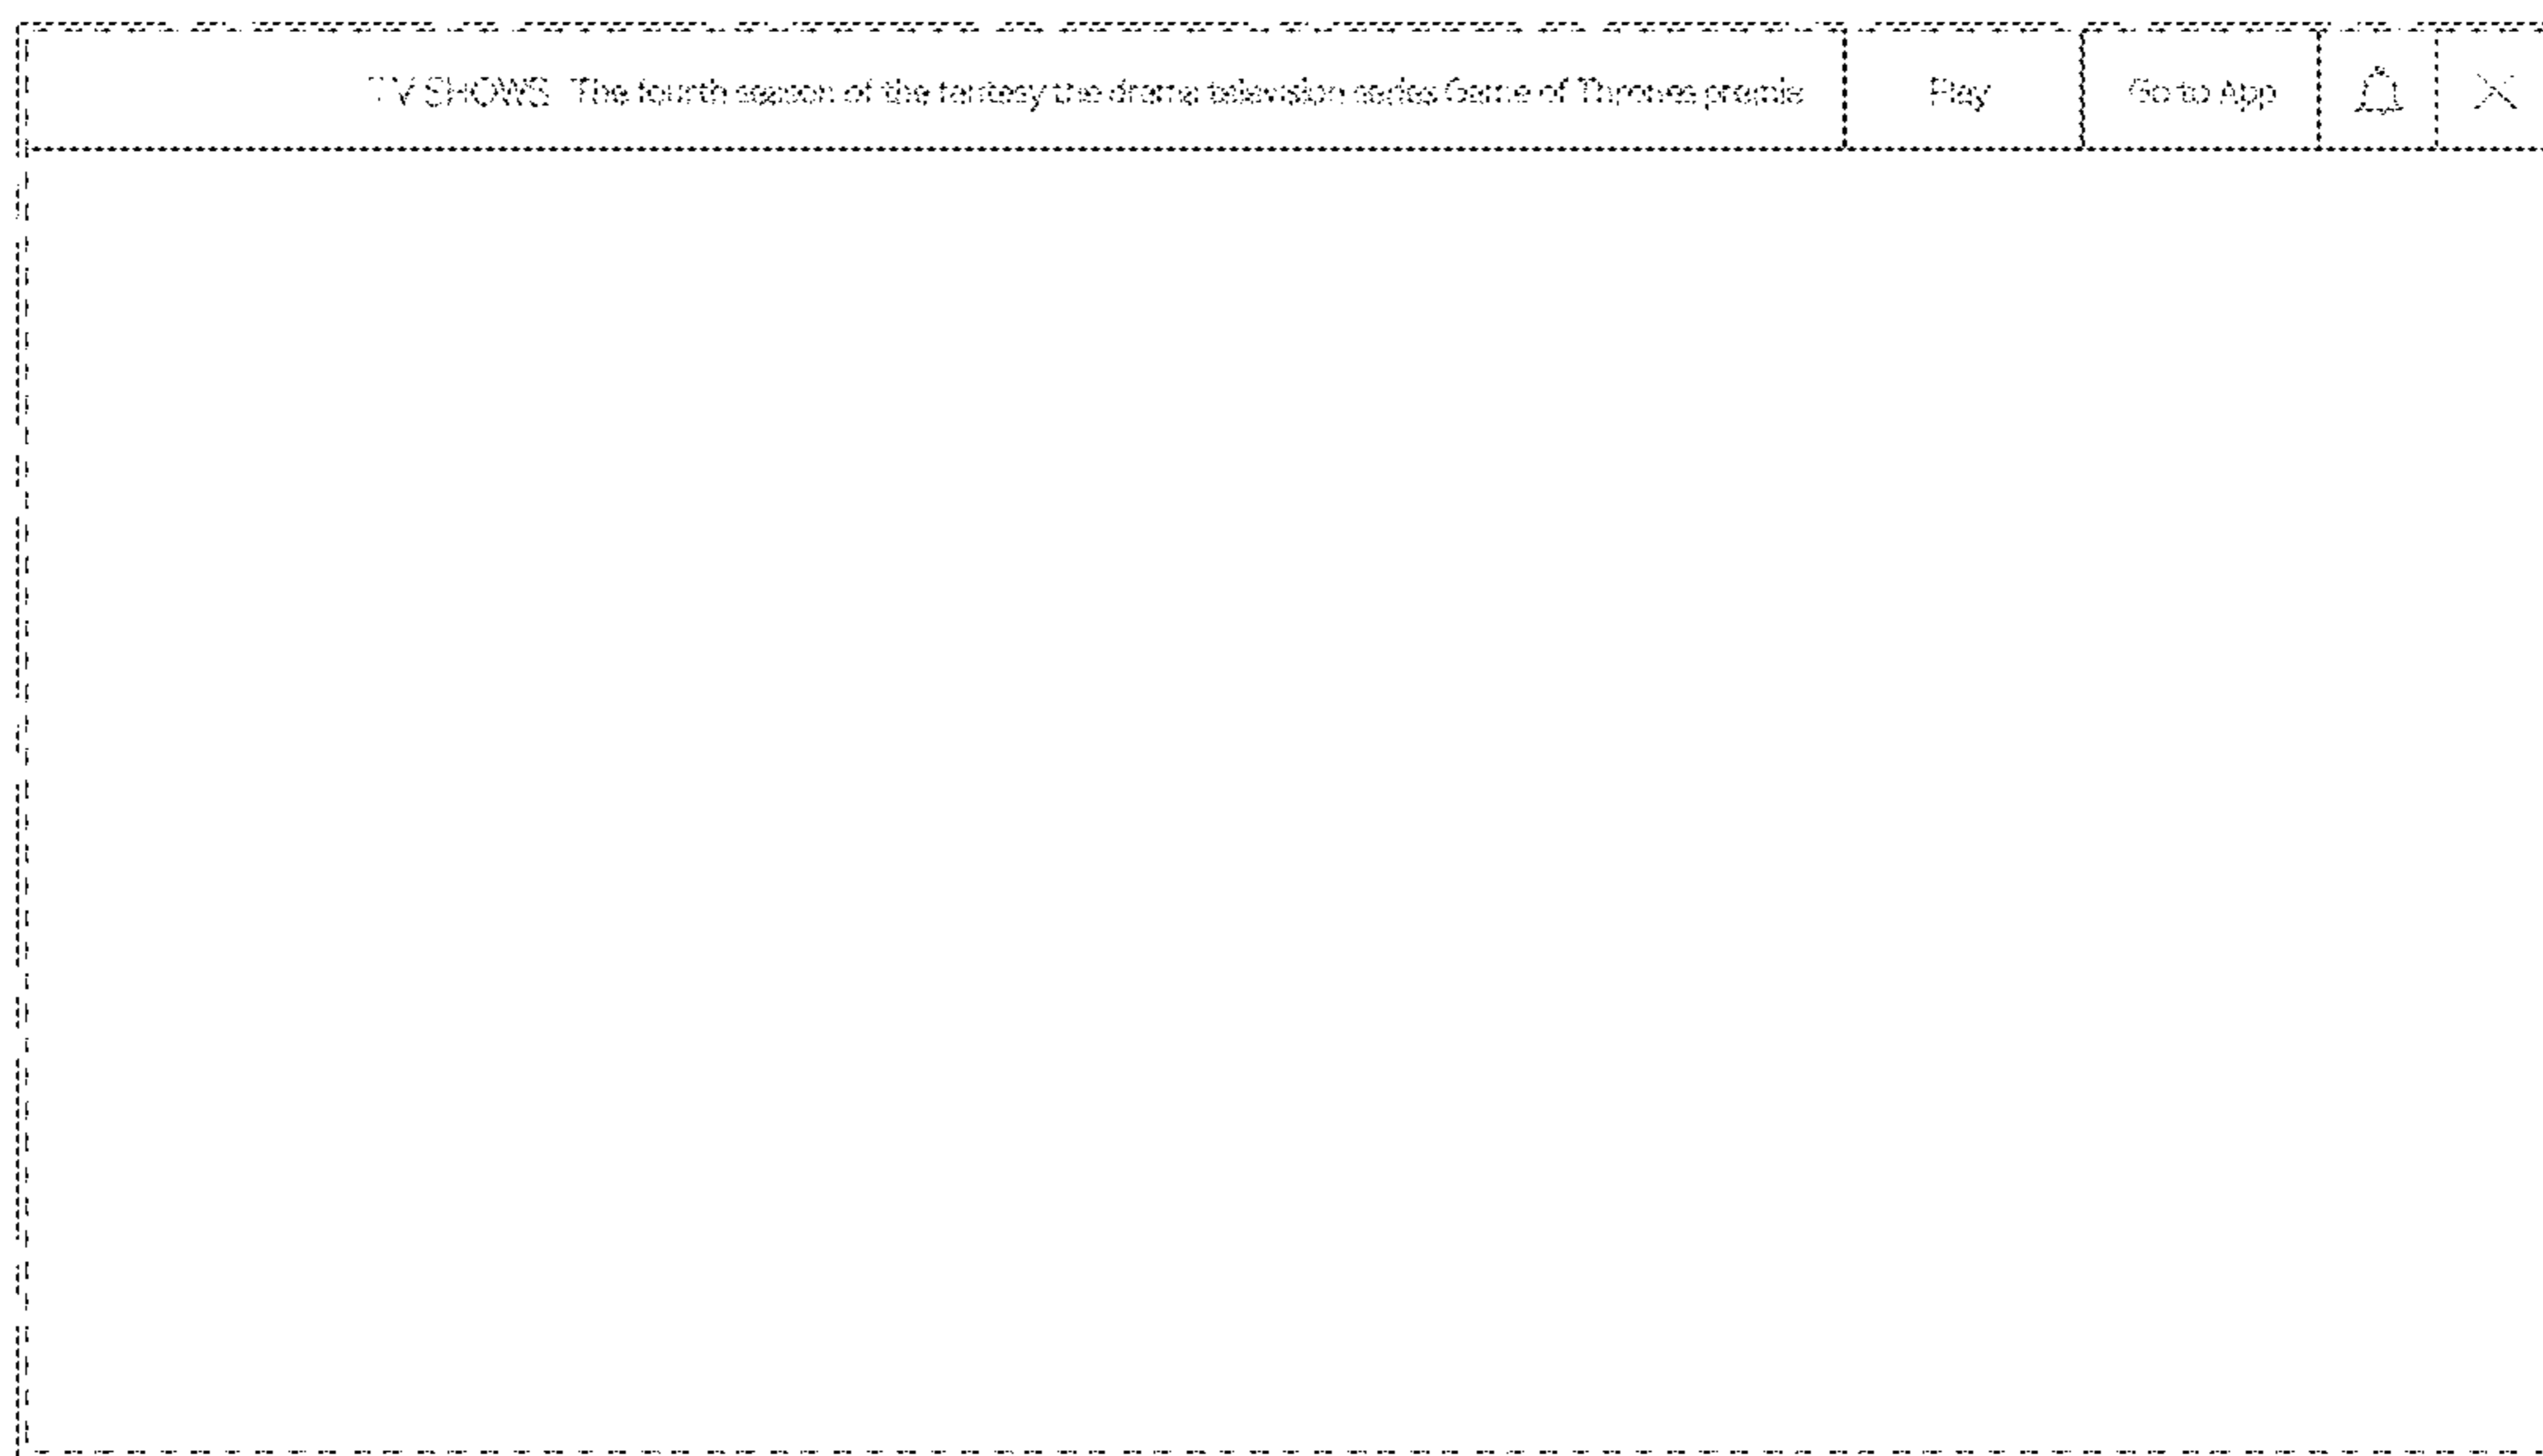 TV SHOWS The fourth season of the fantasy the drama television series Game of Thrones premie
Play
Go to App